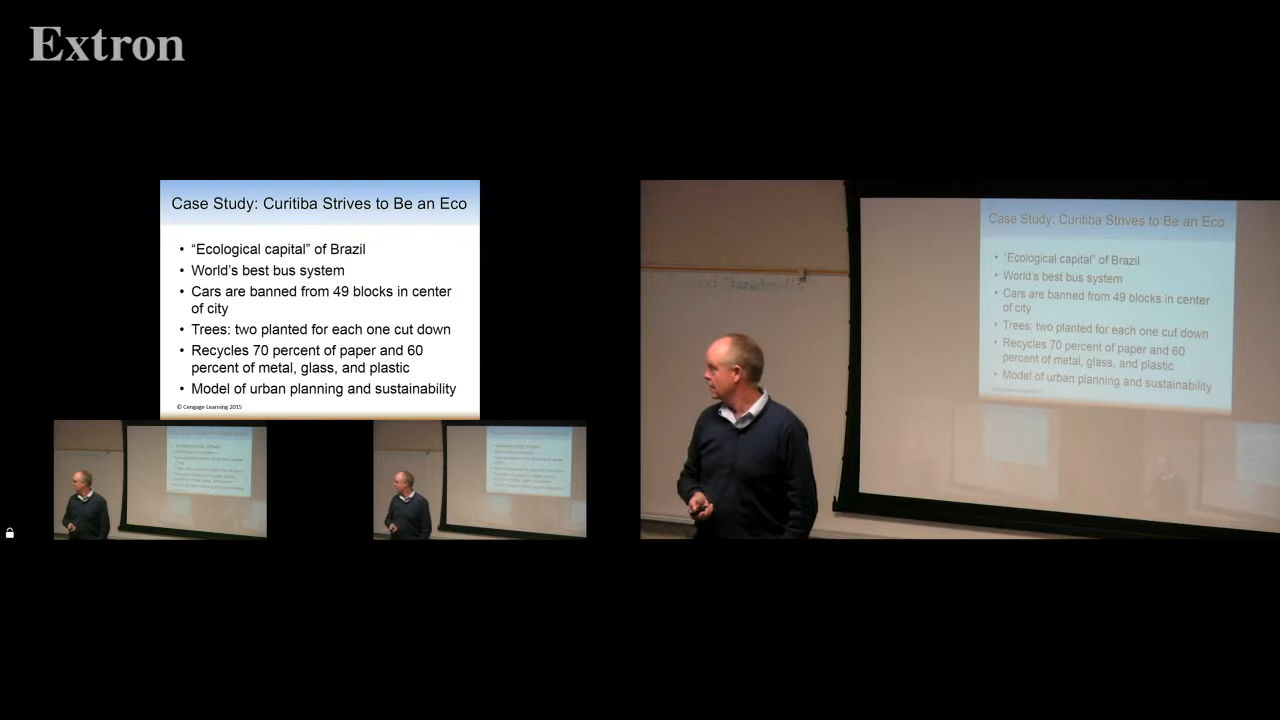 Extron
Case Study: Curitiba Strives to Be an Eco
• “Ecological capital” of Brazil
• World’s best bus system
• Cars are banned from 49 blocks in center
of city
• Trees: two planted for each one cut down
• Recycles 70 percent of paper and 60
percent of metal, glass, and plastic
• Model of urban planning and sustainability
© Cengage Learning 2015
Case Study: Curitiba Strives to Be an Eco
• “Ecological capital” of Brazil
• World’s best bus system
• Cars are banned from 49 blocks in center
of city
• Trees: two planted for each one cut down
• Recycles 70 percent of paper and 60
percent of metal, glass, and plastic
• Model of urban planning and sustainability